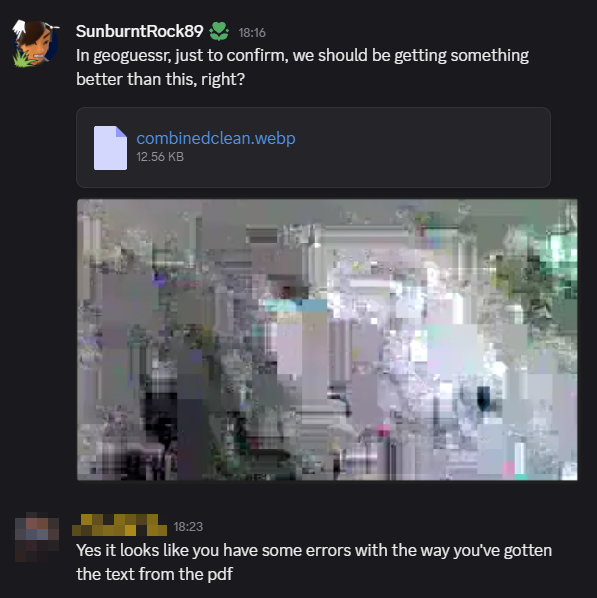 SunburntRock89 18:16
In geoguessr, just to confirm, we should be getting something
better than this, right?
combinedclean.webp
12.56 KB
18:23
Yes it looks like you have some errors with the way you've gotten
the text from the pdf